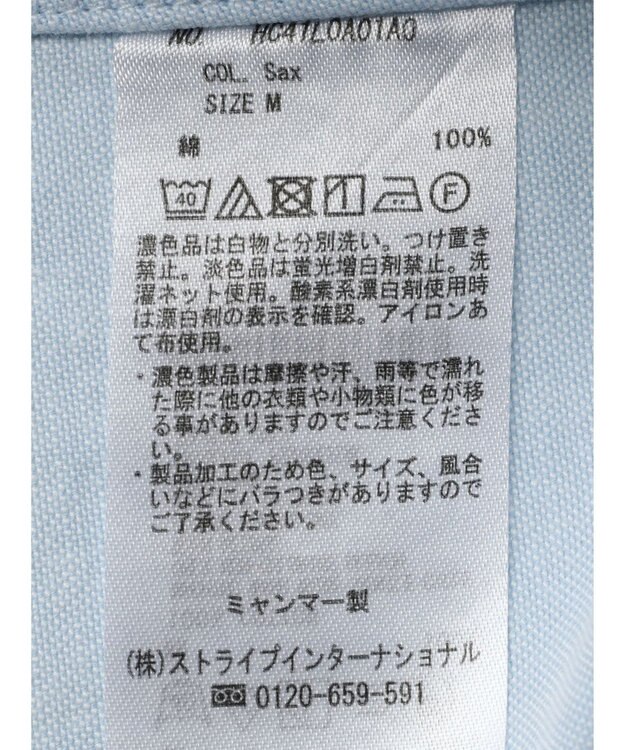 NO. HC41L0A01A0
COL. Sax
SIZE M
綿 100%
40 F
濃色品は白物と分別洗い。つけ置き
禁止。淡色品は蛍光増白剤禁止。洗
濯ネット使用。酸素系漂白剤使用時
は源白剤の表示を確認。アイロンあ
て布使用。
・濃色製品は摩擦や汗、雨等で濡れ
た際に他の衣類や小物類に色が移
る事がありますのでご注意くださ
い。
・製品加工のため色、サイズ、風合
いなどにバラつきがありますので
ご了承ください。
ミャンマー製
(株)ストライプインターナショナル
0120-659-591